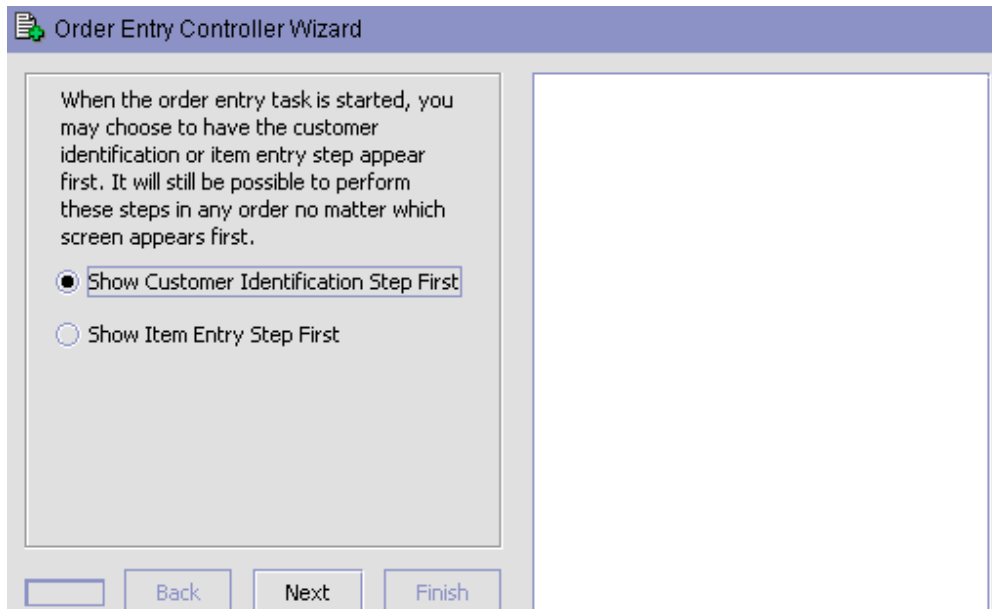 Order Entry Controller Wizard
When the order entry task is started, you
may choose to have the customer
identification or item entry step appear
first. It will still be possible to perform
these steps in any order no matter which
screen appears first.
Show Customer Identification Step First
Show Item Entry Step First
Back Next Finish